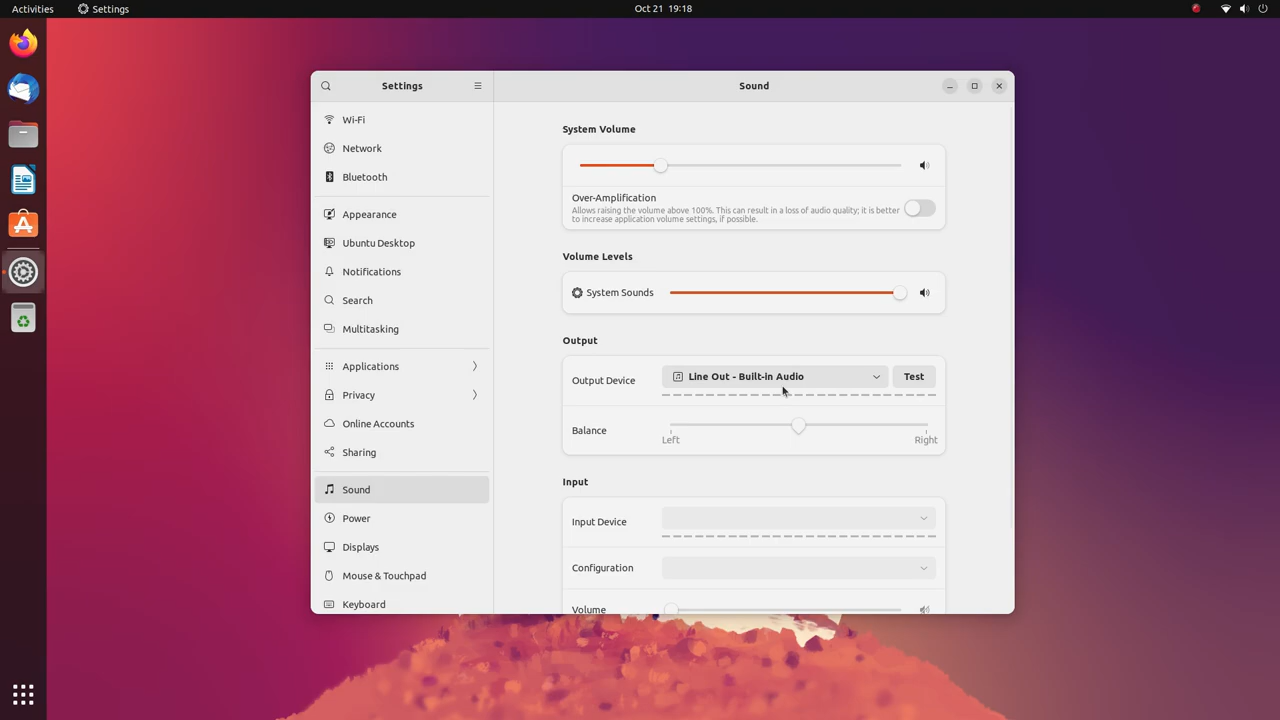 Activities
Settings
Oct 21 19:18
Settings
Sound
Wi-Fi
Network
Bluetooth
Appearance
Ubuntu Desktop
Notifications
Search
Multitasking
Applications
Privacy
Online Accounts
Sharing
Sound
Power
Displays
Mouse & Touchpad
Keyboard
System Volume
Over-Amplification
Allows raising the volume above 100%. This can result in a loss of audio quality; it is better
to increase application volume settings, if possible.
Volume Levels
System Sounds
Output
Output Device
Line Out - Built-in Audio
Test
Balance
Left
Right
Input
Input Device
Configuration
Volume